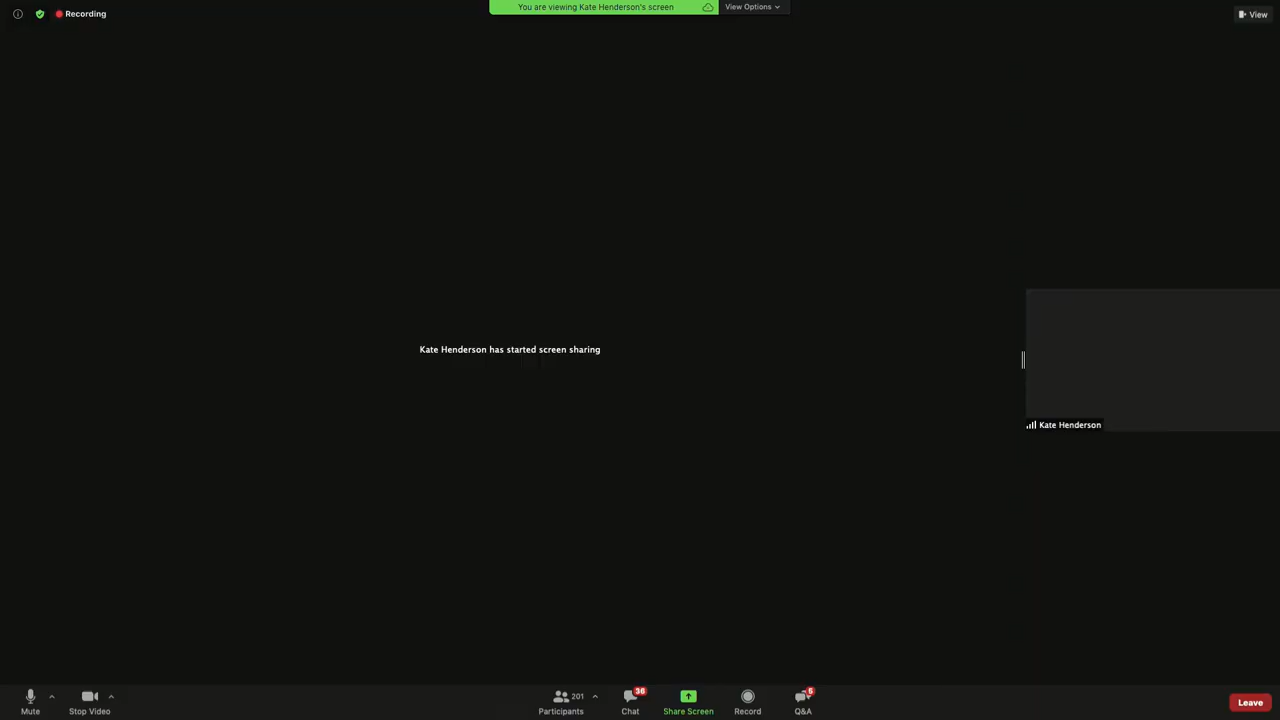 Recording
You are viewing Kate Henderson's screen
View Options
View
Kate Henderson has started screen sharing
Kate Henderson
Mute
Stop Video
201
Participants
36
Chat
Share Screen
Record
6
Q&A
Leave